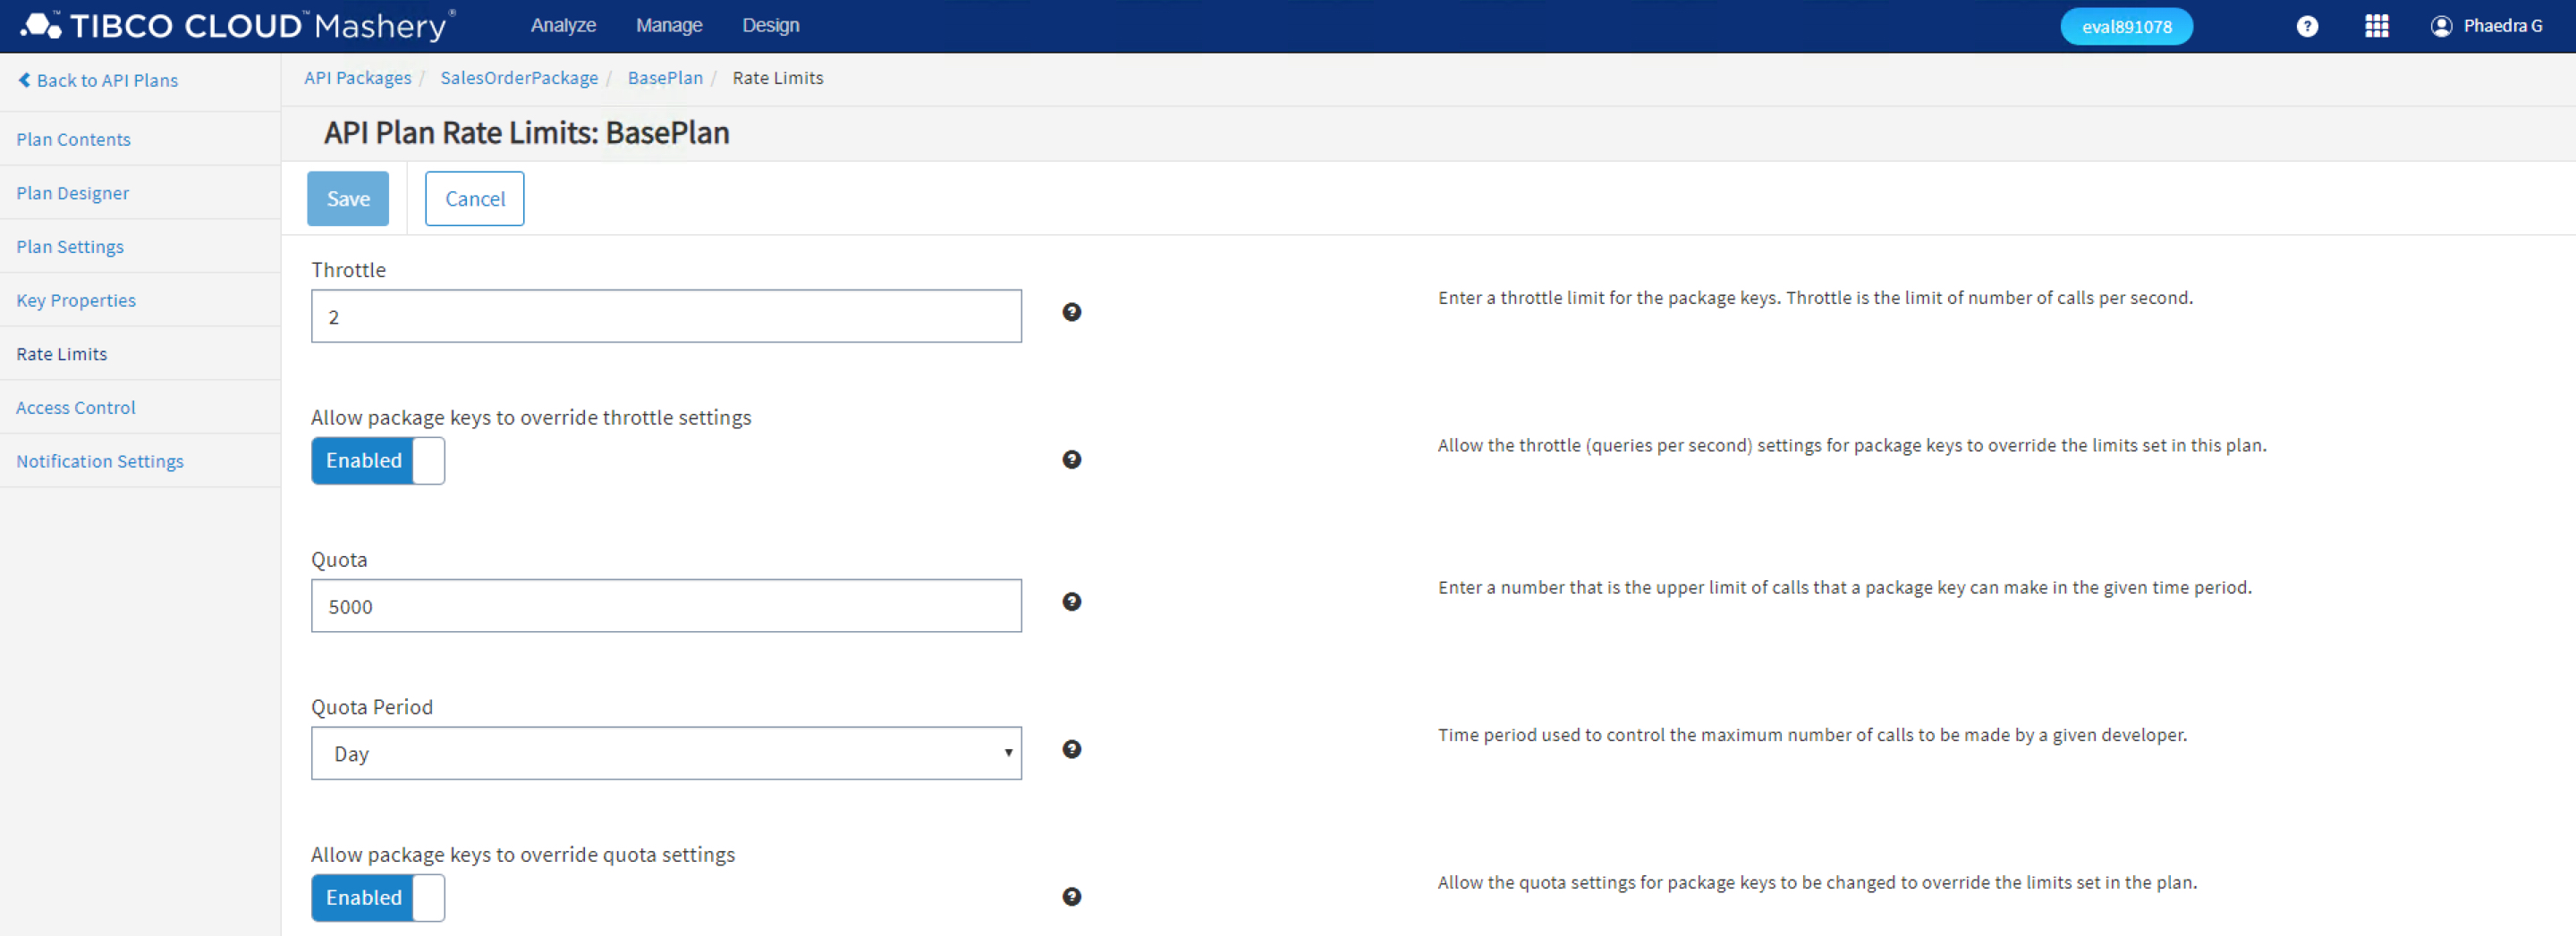 TIBCO CLOUD™ Mashery®
Analyze Manage Design
eval891078
?
Phaedra G
Back to API Plans
Plan Contents
Plan Designer
Plan Settings
Key Properties
Rate Limits
Access Control
Notification Settings
API Packages / SalesOrderPackage / BasePlan / Rate Limits
API Plan Rate Limits: BasePlan
Save Cancel
Throttle
2
?
Enter a throttle limit for the package keys. Throttle is the limit of number of calls per second.
Allow package keys to override throttle settings
Enabled
?
Allow the throttle (queries per second) settings for package keys to override the limits set in this plan.
Quota
5000
?
Enter a number that is the upper limit of calls that a package key can make in the given time period.
Quota Period
Day
?
Time period used to control the maximum number of calls to be made by a given developer.
Allow package keys to override quota settings
Enabled
?
Allow the quota settings for package keys to be changed to override the limits set in the plan.